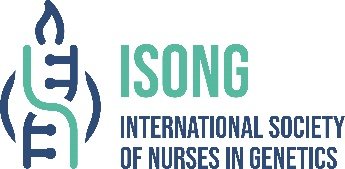 ISONG
INTERNATIONAL SOCIETY
OF NURSES IN GENETICS